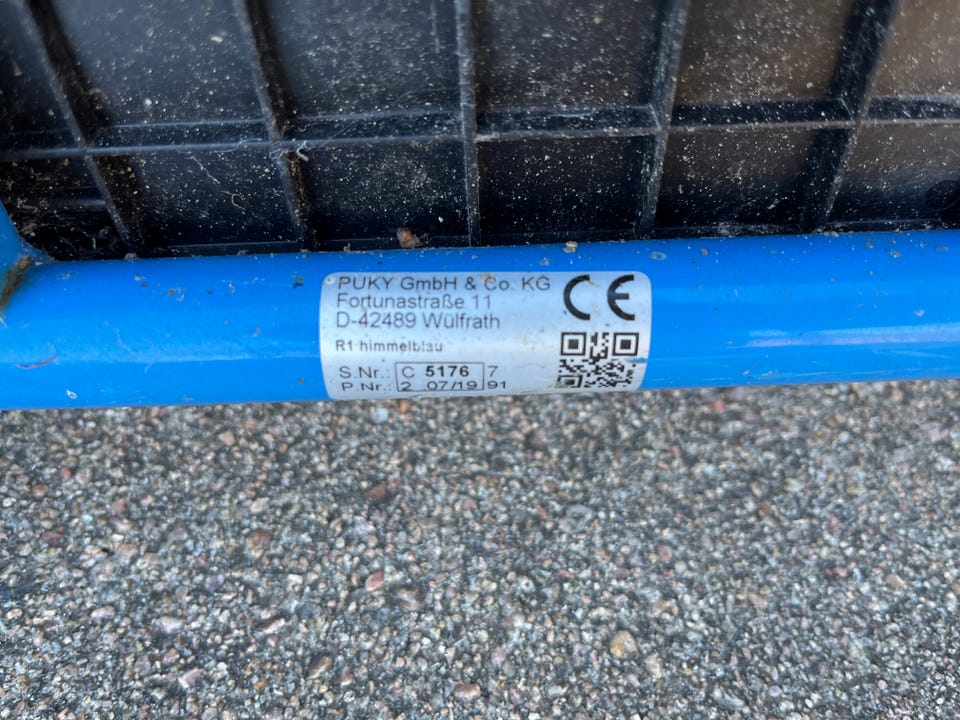 PUKY GmbH & Co. KG
Fortunastraße 11
D-42489 Wülfrath
CE
R1 himmelblau
S.Nr.: C 5176 7
P.Nr.: 2 07/19 91